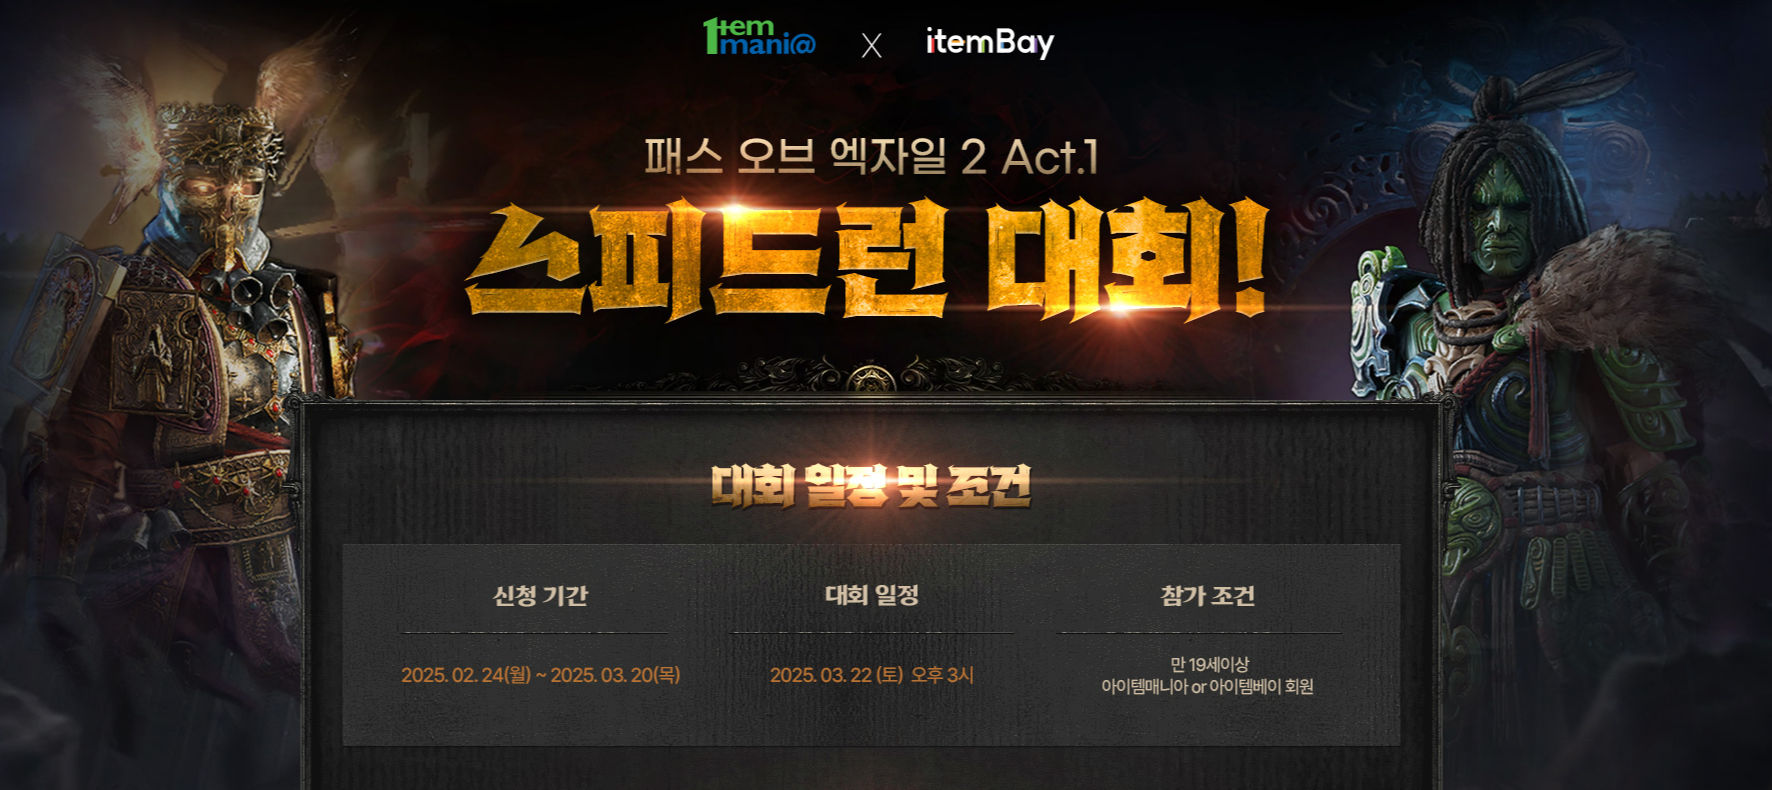 1tem mani@ X itemBay
패스 오브 엑자일 2 Act.1
스피드런 대회!
대회 일정 및 조건
신청 기간
2025. 02. 24(월) ~ 2025. 03. 20(목)
대회 일정
2025. 03. 22 (토) 오후 3시
참가 조건
만 19세이상
아이템매니아 or 아이템베이 회원